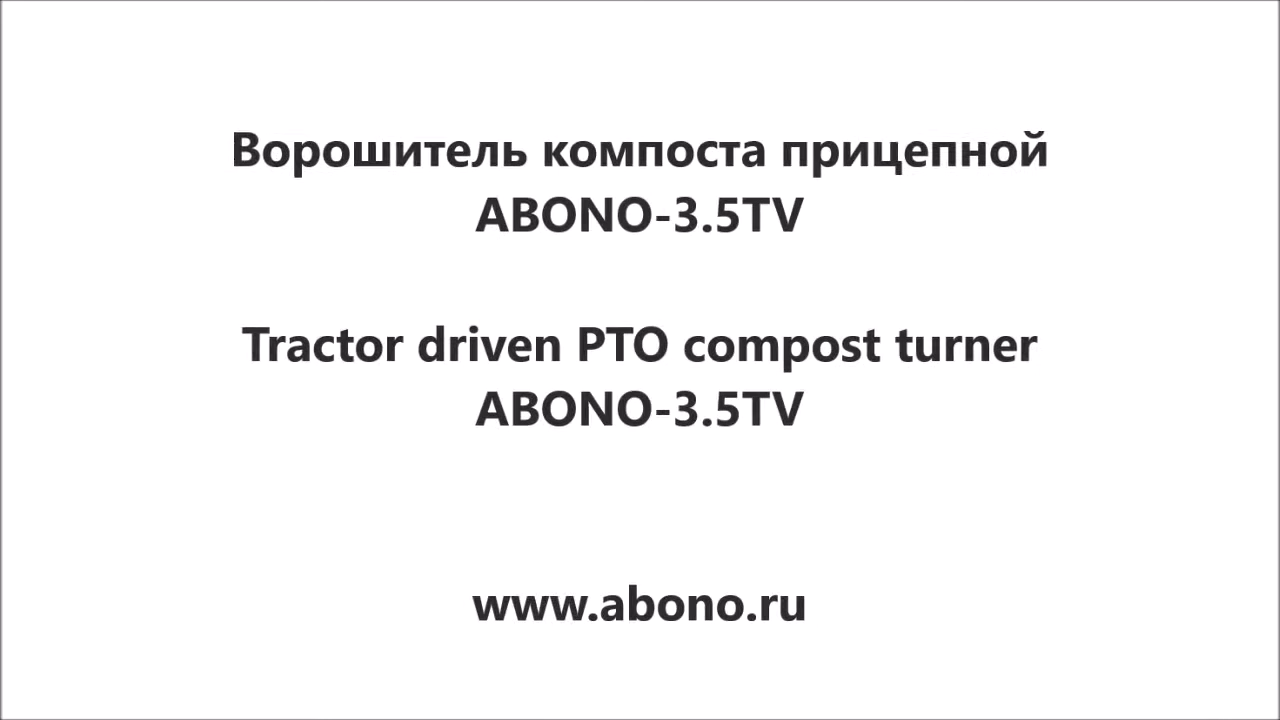 Ворошитель компоста прицепной
ABONO-3.5TV
Tractor driven PTO compost turner
ABONO-3.5TV
www.abono.ru